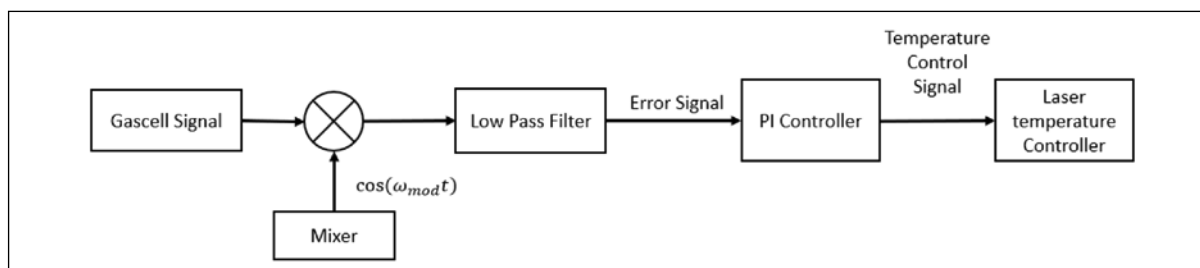 Gascell Signal
cos(ω_mod t)
Mixer
Low Pass Filter
Error Signal
PI Controller
Temperature
Control
Signal
Laser
temperature
Controller